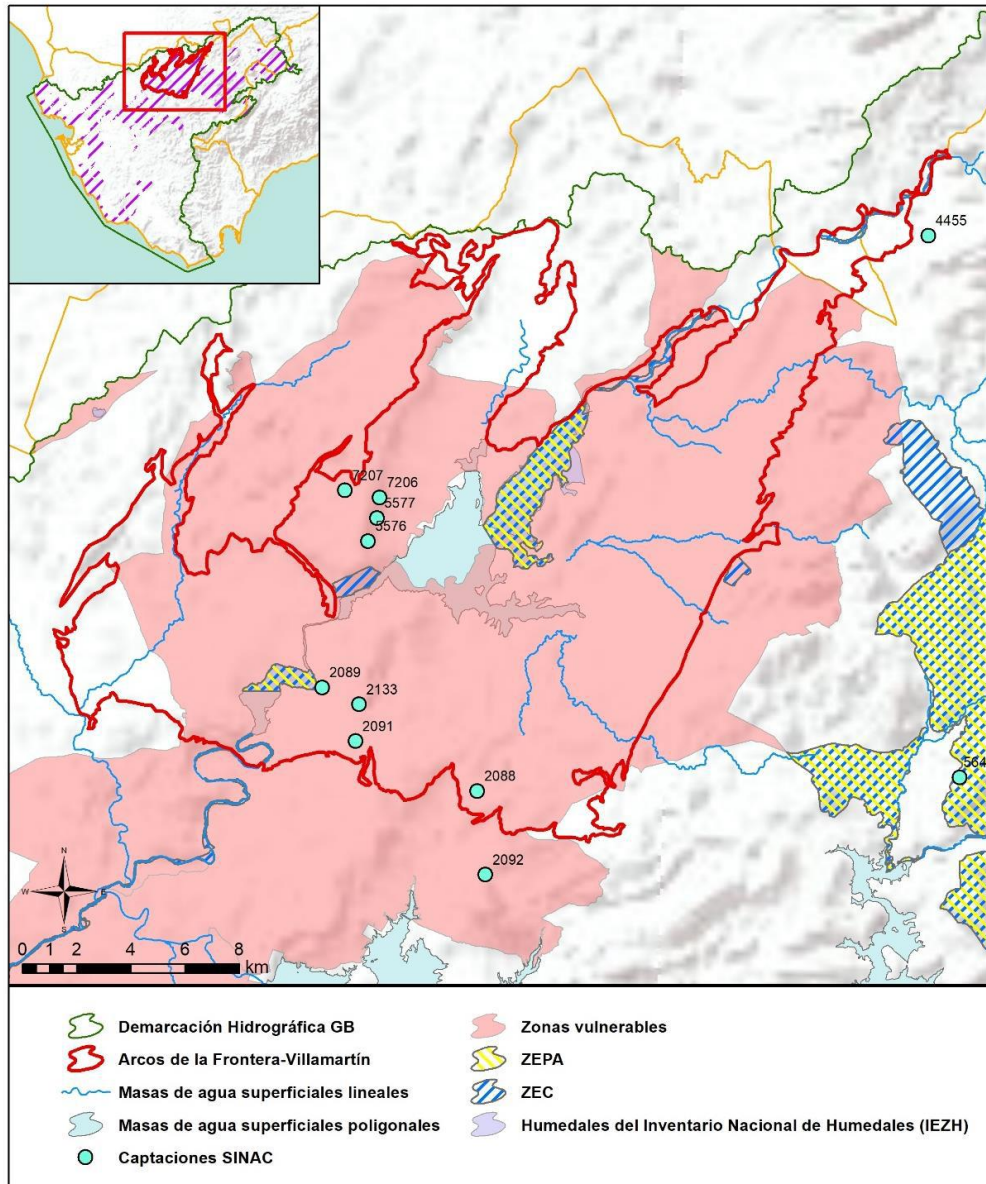 4455
7207
7206
5577
5576
2089
2133
2091
2088
564
2092
N
W E
S
0 2 4 6 8
km
Demarcación Hidrográfica GB
Arcos de la Frontera-Villamartín
Masas de agua superficiales lineales
Masas de agua superficiales poligonales
Captaciones SINAC
Zonas vulnerables
ZEPA
ZEC
Humedales del Inventario Nacional de Humedales (IEZH)